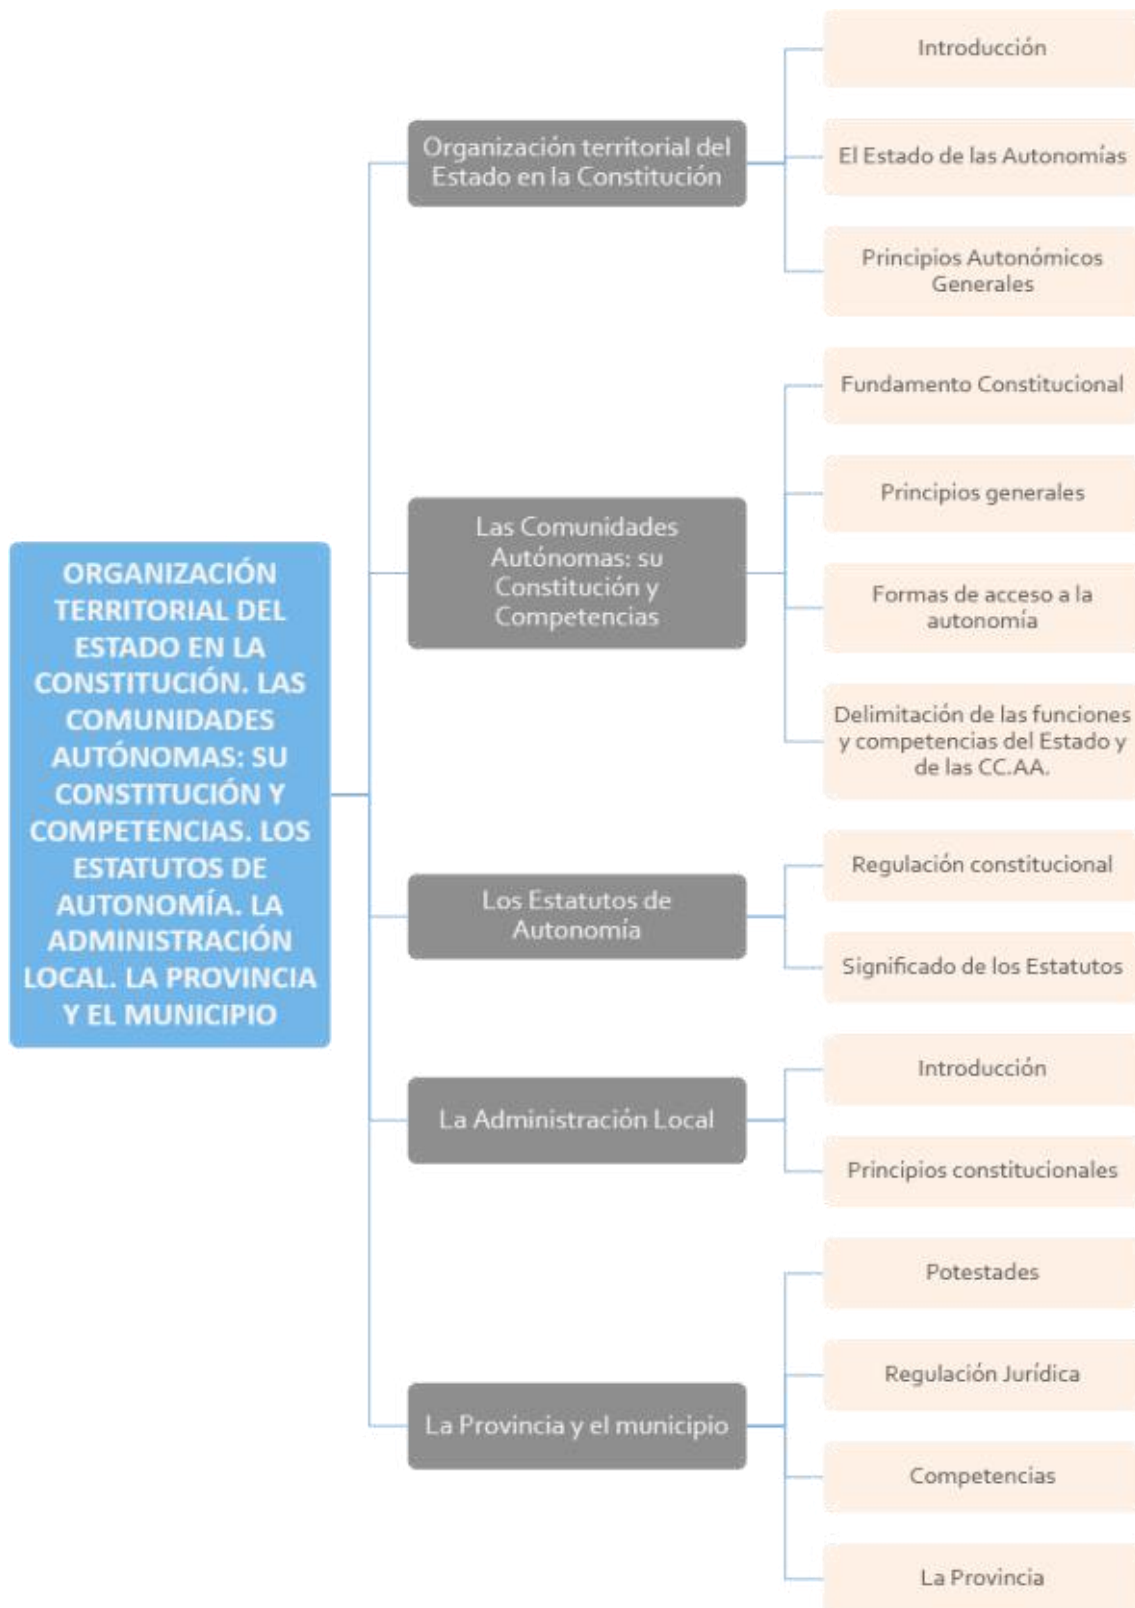 ORGANIZACIÓN
TERRITORIAL DEL
ESTADO EN LA
CONSTITUCIÓN. LAS
COMUNIDADES
AUTÓNOMAS: SU
CONSTITUCIÓN Y
COMPETENCIAS. LOS
ESTATUTOS DE
AUTONOMÍA. LA
ADMINISTRACIÓN
LOCAL. LA PROVINCIA
Y EL MUNICIPIO
Organización territorial del
Estado en la Constitución
Introducción
El Estado de las Autonomías
Principios Autonómicos
Generales
Las Comunidades
Autónomas: su
Constitución y
Competencias
Fundamento Constitucional
Principios generales
Formas de acceso a la
autonomía
Delimitación de las funciones
y competencias del Estado y
de las CC.AA.
Los Estatutos de
Autonomía
Regulación constitucional
Significado de los Estatutos
La Administración Local
Introducción
Principios constitucionales
La Provincia y el municipio
Potestades
Regulación Jurídica
Competencias
La Provincia